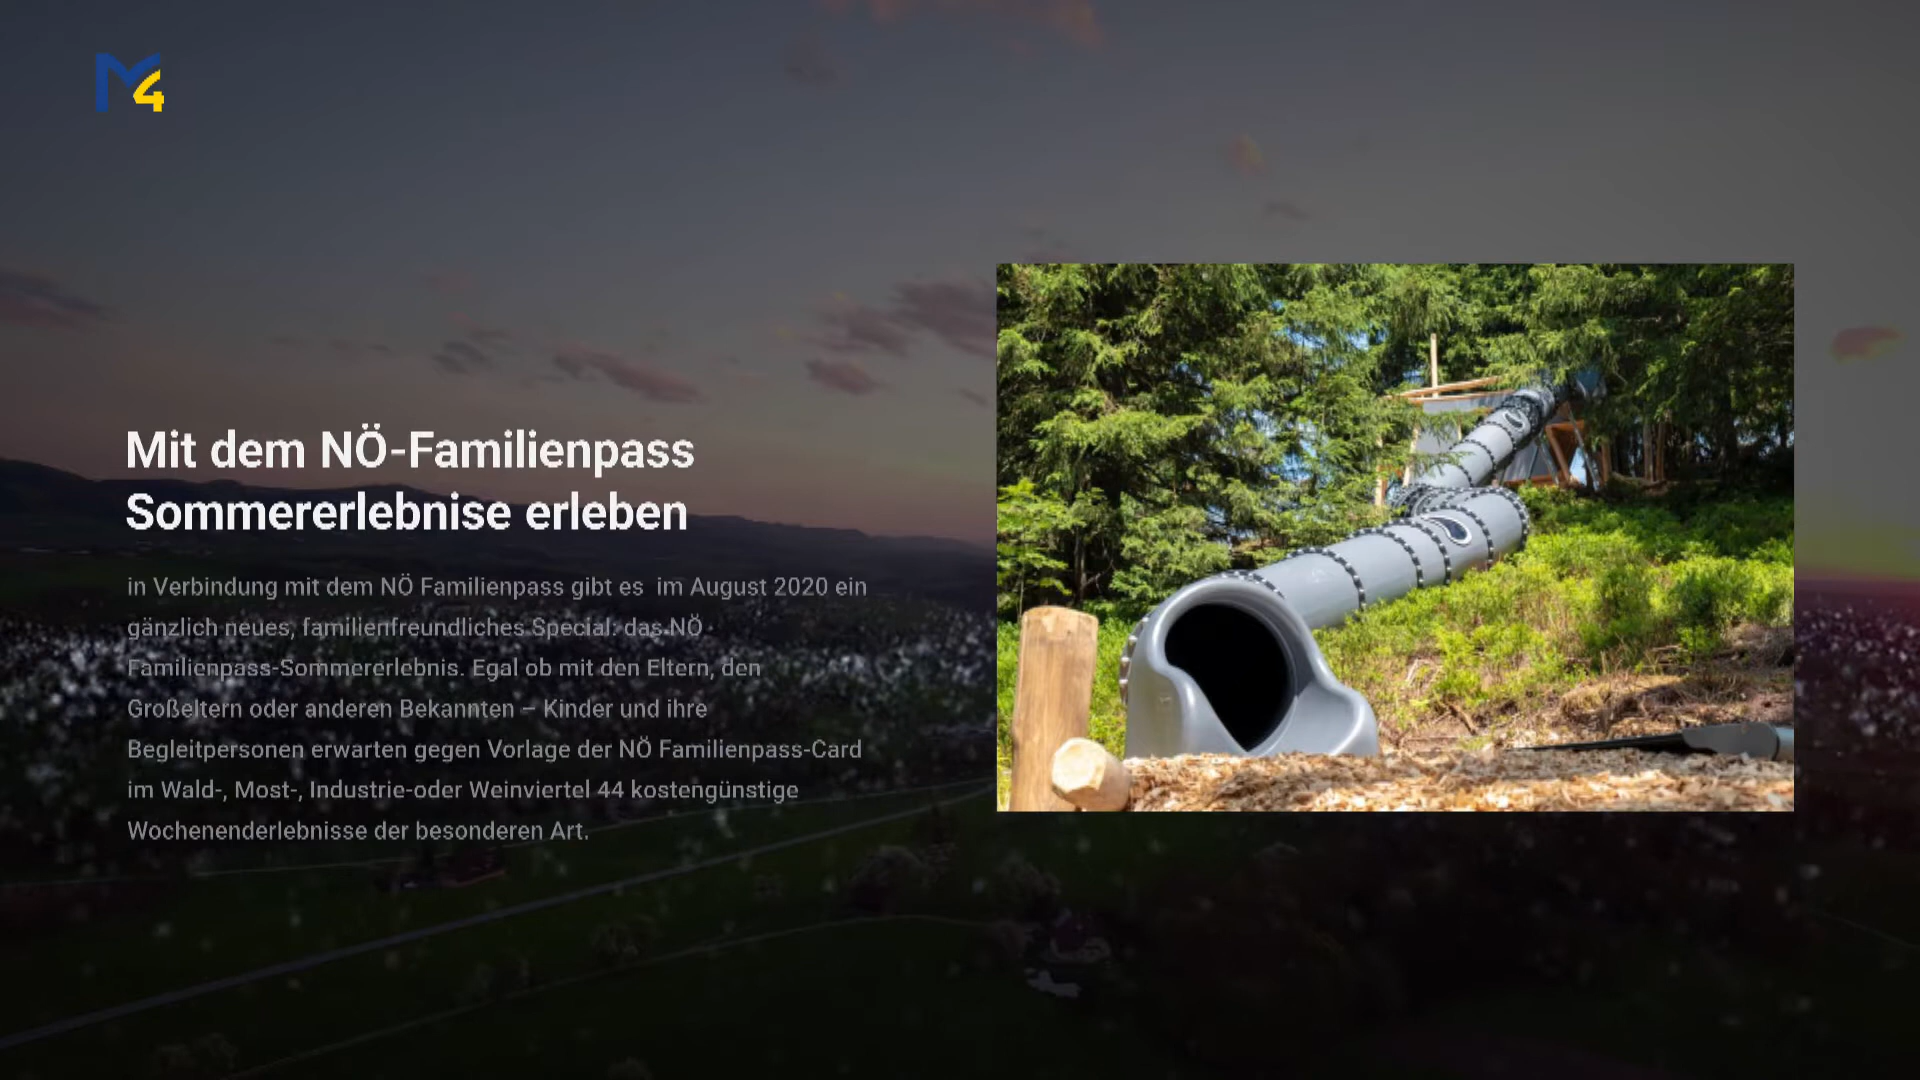 M4
Mit dem NÖ-Familienpass
Sommererlebnise erleben
in Verbindung mit dem NÖ Familienpass gibt es  im August 2020 ein
gänzlich neues, familienfreundliches Special: das NÖ
Familienpass-Sommererlebnis. Egal ob mit den Eltern, den
Großeltern oder anderen Bekannten – Kinder und ihre
Begleitpersonen erwarten gegen Vorlage der NÖ Familienpass-Card
im Wald-, Most-, Industrie-oder Weinviertel 44 kostengünstige
Wochenenderlebnisse der besonderen Art.